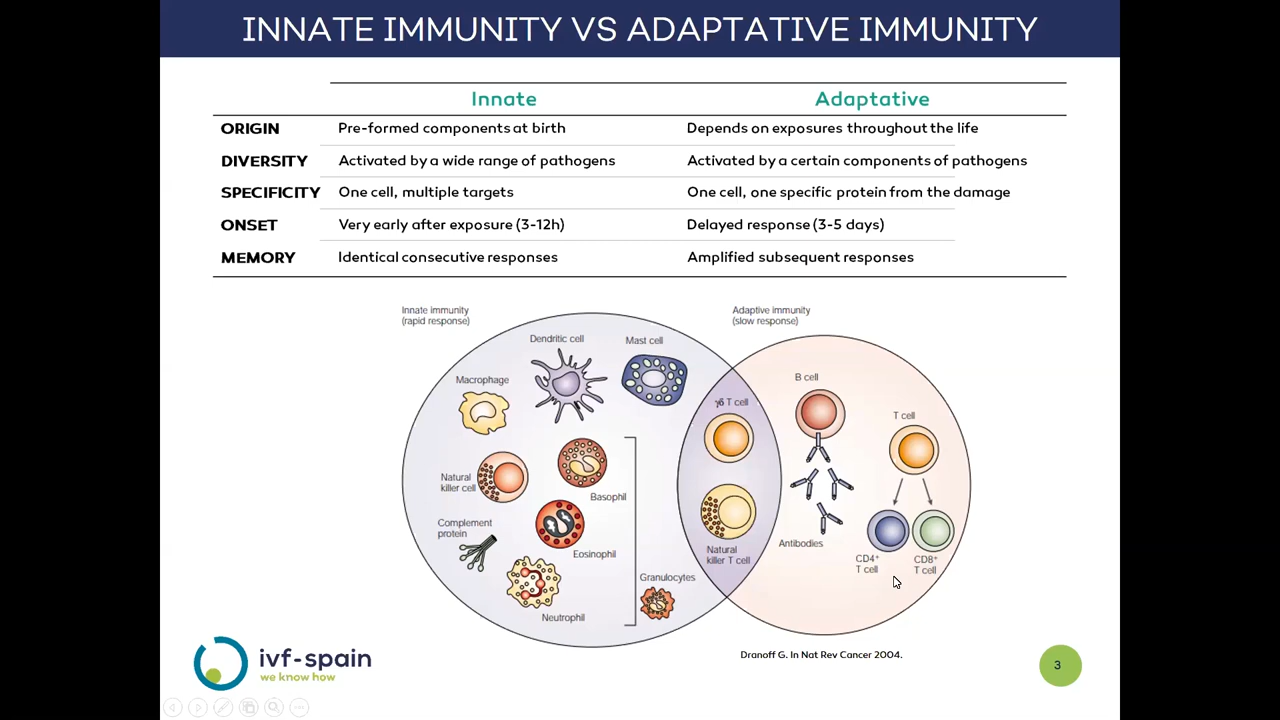 INNATE IMMUNITY VS ADAPTATIVE IMMUNITY
Innate Adaptative
ORIGIN Pre-formed components at birth Depends on exposures throughout the life
DIVERSITY Activated by a wide range of pathogens Activated by a certain components of pathogens
SPECIFICITY One cell, multiple targets One cell, one specific protein from the damage
ONSET Very early after exposure (3-12h) Delayed response (3-5 days)
MEMORY Identical consecutive responses Amplified subsequent responses
Innate immunity
(rapid response)
Dendritic cell
Mast cell
Macrophage
Natural
killer cell
Basophil
Complement
protein
Eosinophil
Neutrophil
Granulocytes
γδ T cell
Natural
killer T cell
Adaptive immunity
(slow response)
B cell
T cell
Antibodies
CD4⁺
T cell
CD8⁺
T cell
Dranoff G. In Nat Rev Cancer 2004.
ivf-spain
we know how
3